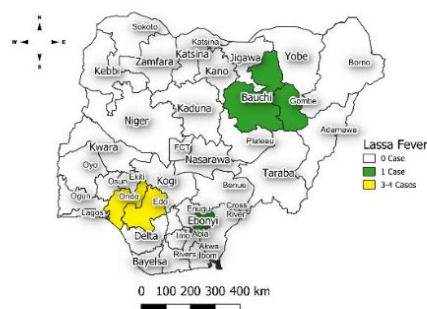 N
W E
S
Sokoto
Katsina
Zamfara Katsina Jigawa Yobe
Kebbi Kano Borno
Bauchi
Gombe
Kaduna
Niger
Adamawa
Plateau
Kwara FCT Nasarawa
Taraba
Oyo
Ekiti Kogi
Osun Benue
Ondo Edo
Ogun
Lagos Enugu Cross
River
Ebonyi
Delta Imo Abia
Akwa
Ibom
Rivers
Bayelsa
Lassa Fever
0 Case
1 Case
3-4 Cases
0 100 200 300 400 km